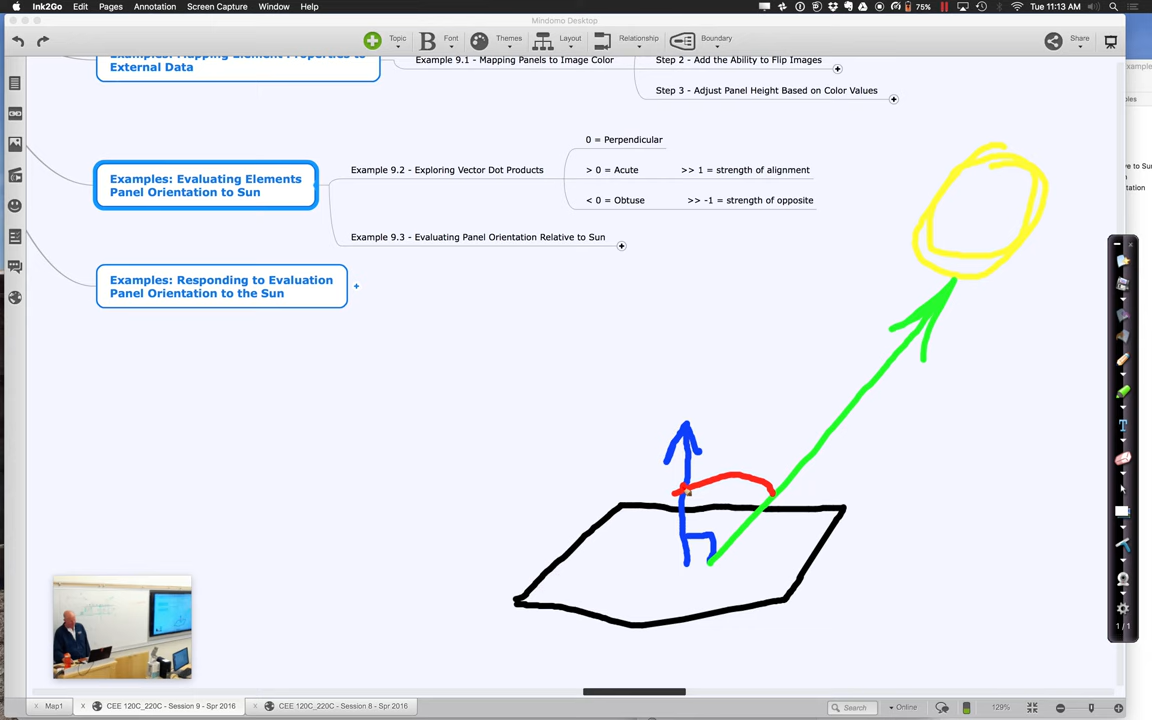 Ink2Go Edit Pages Annotation Screen Capture Window Help
75% Tue 11:13 AM
Mindomo Desktop
Topic Font Themes Layout Relationship Boundary Share
External Data
Example 9.1 - Mapping Panels to Image Color
Step 2 - Add the Ability to Flip Images
Step 3 - Adjust Panel Height Based on Color Values
Examples: Evaluating Elements
Panel Orientation to Sun
Example 9.2 - Exploring Vector Dot Products
0 = Perpendicular
> 0 = Acute >> 1 = strength of alignment
< 0 = Obtuse >> -1 = strength of opposite
Example 9.3 - Evaluating Panel Orientation Relative to Sun
Examples: Responding to Evaluation
Panel Orientation to the Sun
1 / 1
Map1 CEE 120C_220C - Session 9 - Spr 2016 CEE 120C_220C - Session 8 - Spr 2016
Search Online 129%